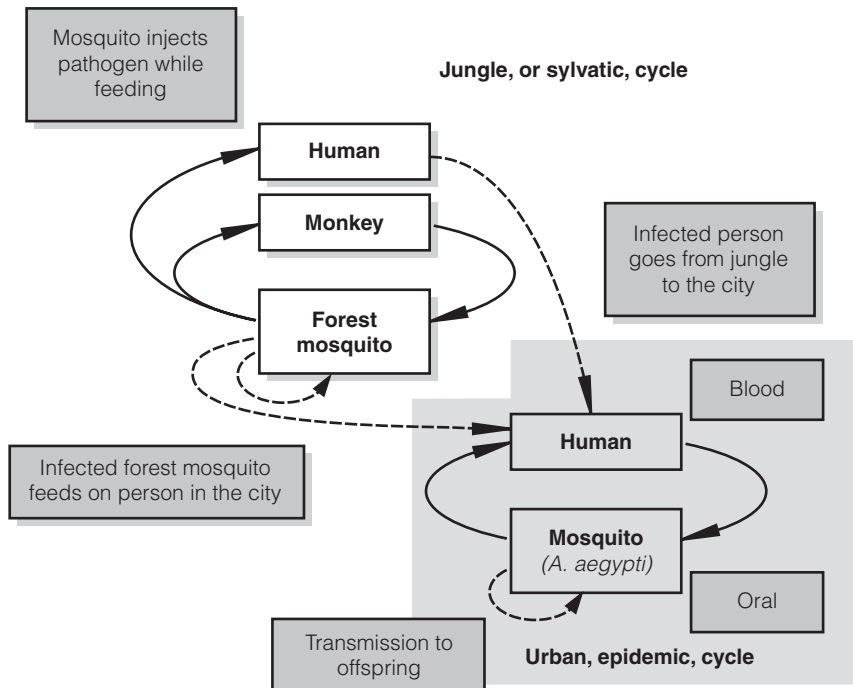 Mosquito injects
pathogen while
feeding
Jungle, or sylvatic, cycle
Human
Monkey
Forest
mosquito
Infected person
goes from jungle
to the city
Blood
Human
Infected forest mosquito
feeds on person in the city
Mosquito
(A. aegypti)
Oral
Transmission to
offspring
Urban, epidemic, cycle